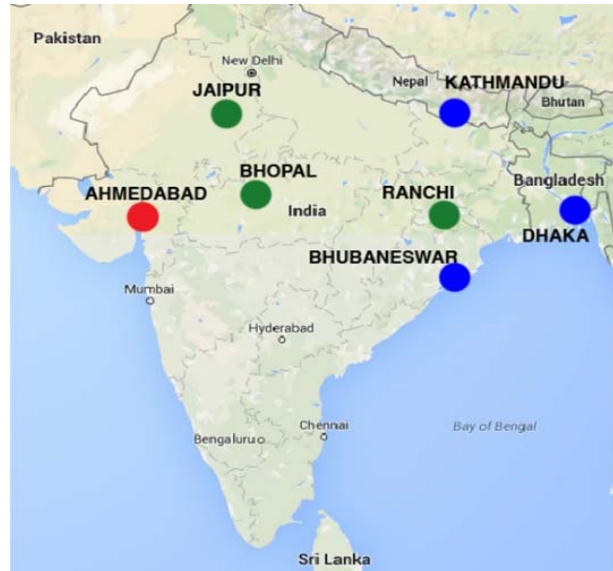 Pakistan
New Delhi
Nepal
KATHMANDU
JAIPUR
Bhutan
BHOPAL
AHMEDABAD
RANCHI
Bangladesh
India
DHAKA
BHUBANESWAR
Mumbai
Hyderabad
Chennai
Bengaluru
Bay of Bengal
Sri Lanka